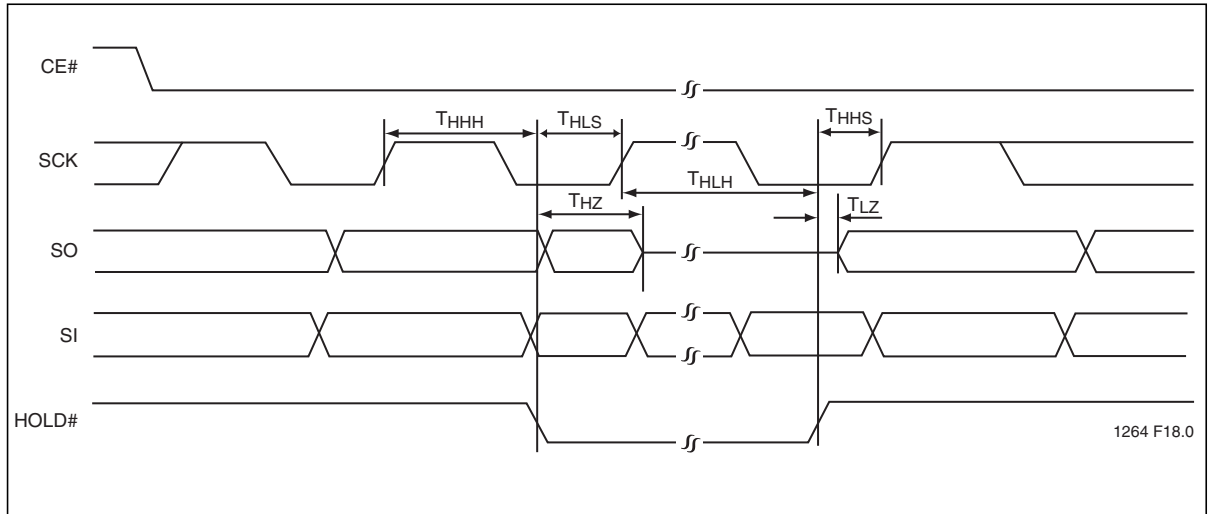 CE#
THHH
THLS
THHS
SCK
THLH
THZ
TLZ
SO
SI
HOLD#
1264 F18.0